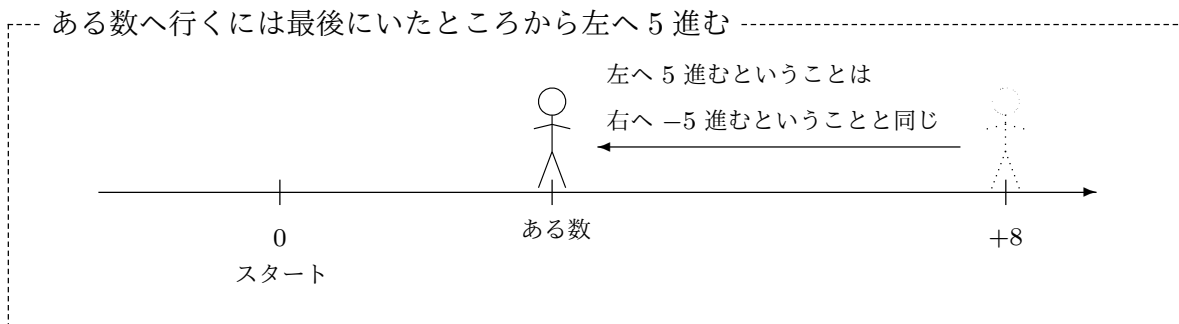 ある数へ行くには最後にいたところから左へ 5 進む
左へ 5 進むということは
右へ −5 進むということと同じ
0
ある数
+8
スタート